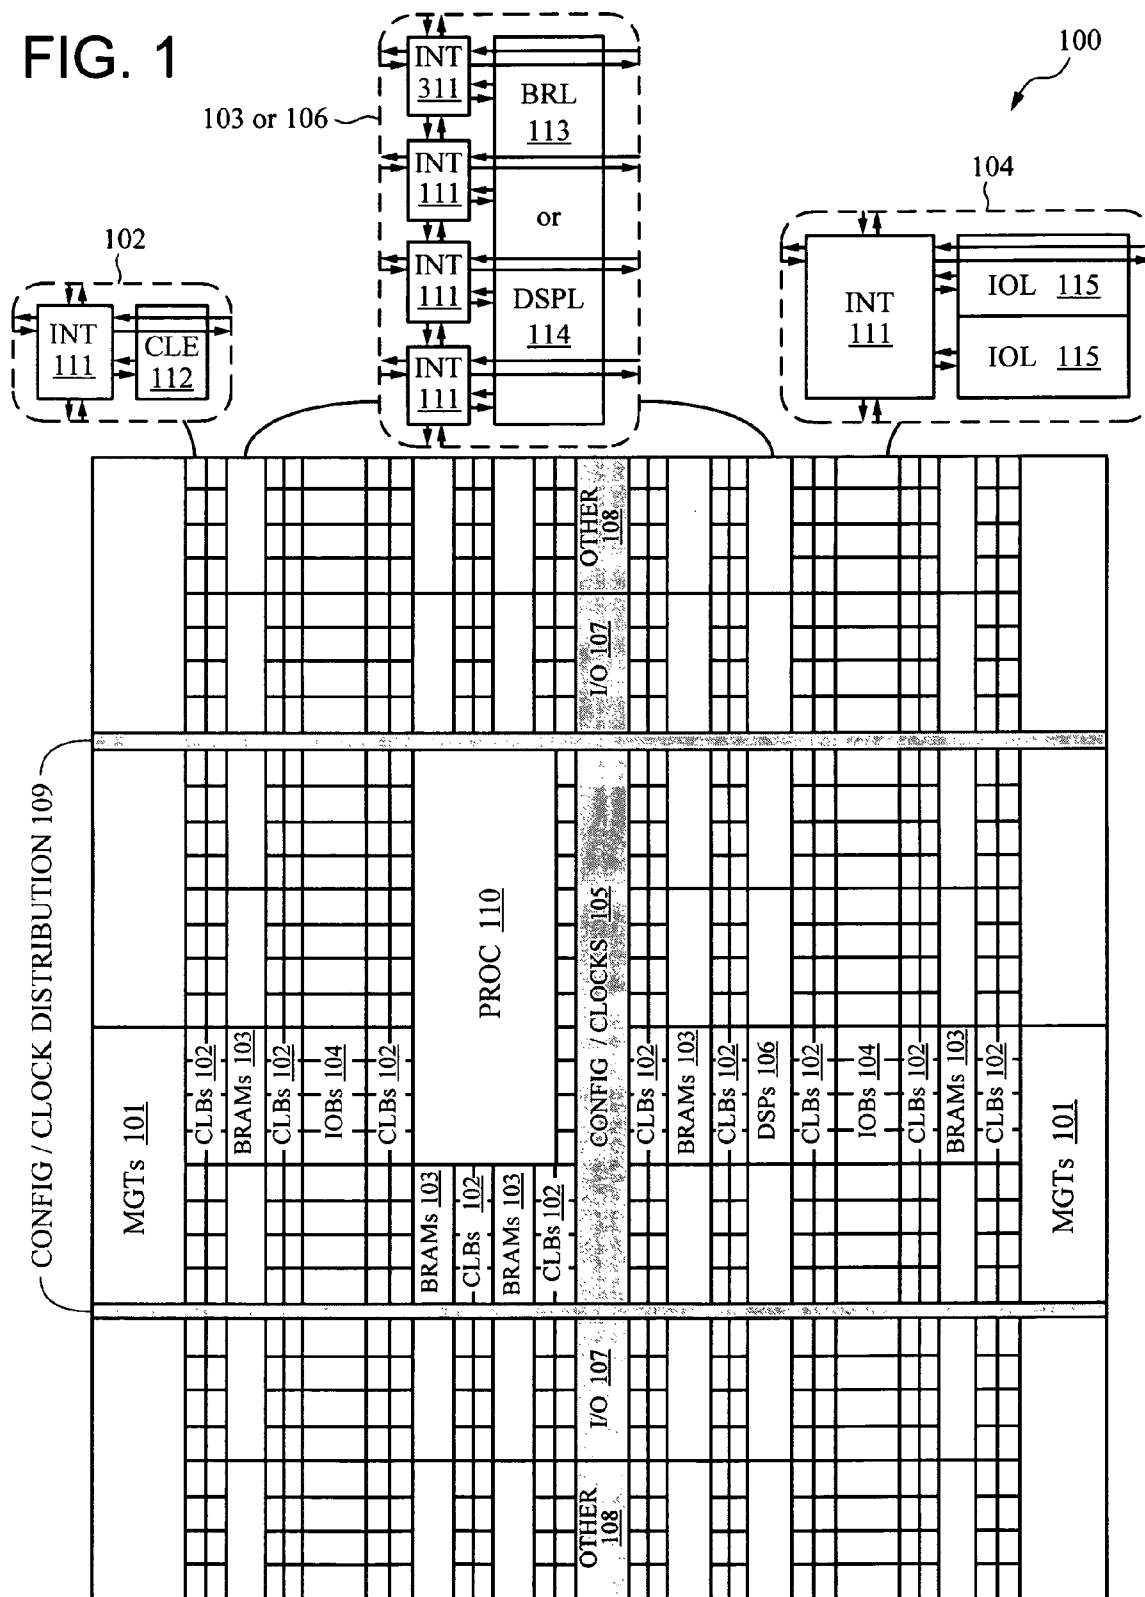 FIG. 1
100
103 or 106
INT
311
INT
111
INT
111
INT
111
BRL
113
or
DSPL
114
104
INT
111
IOL 115
IOL 115
102
INT
111
CLE
112
OTHER
108
I/O 107
CONFIG / CLOCK DISTRIBUTION 109
PROC 110
CONFIG / CLOCKS 105
MGTs 101
CLBs 102
BRAMs 103
CLBs 102
IOBs 104
CLBs 102
BRAMs 103
CLBs 102
BRAMs 103
CLBs 102
CLBs 102
BRAMs 103
CLBs 102
DSPs 106
CLBs 102
IOBs 104
CLBs 102
BRAMs 103
CLBs 102
MGTs 101
I/O 107
OTHER
108